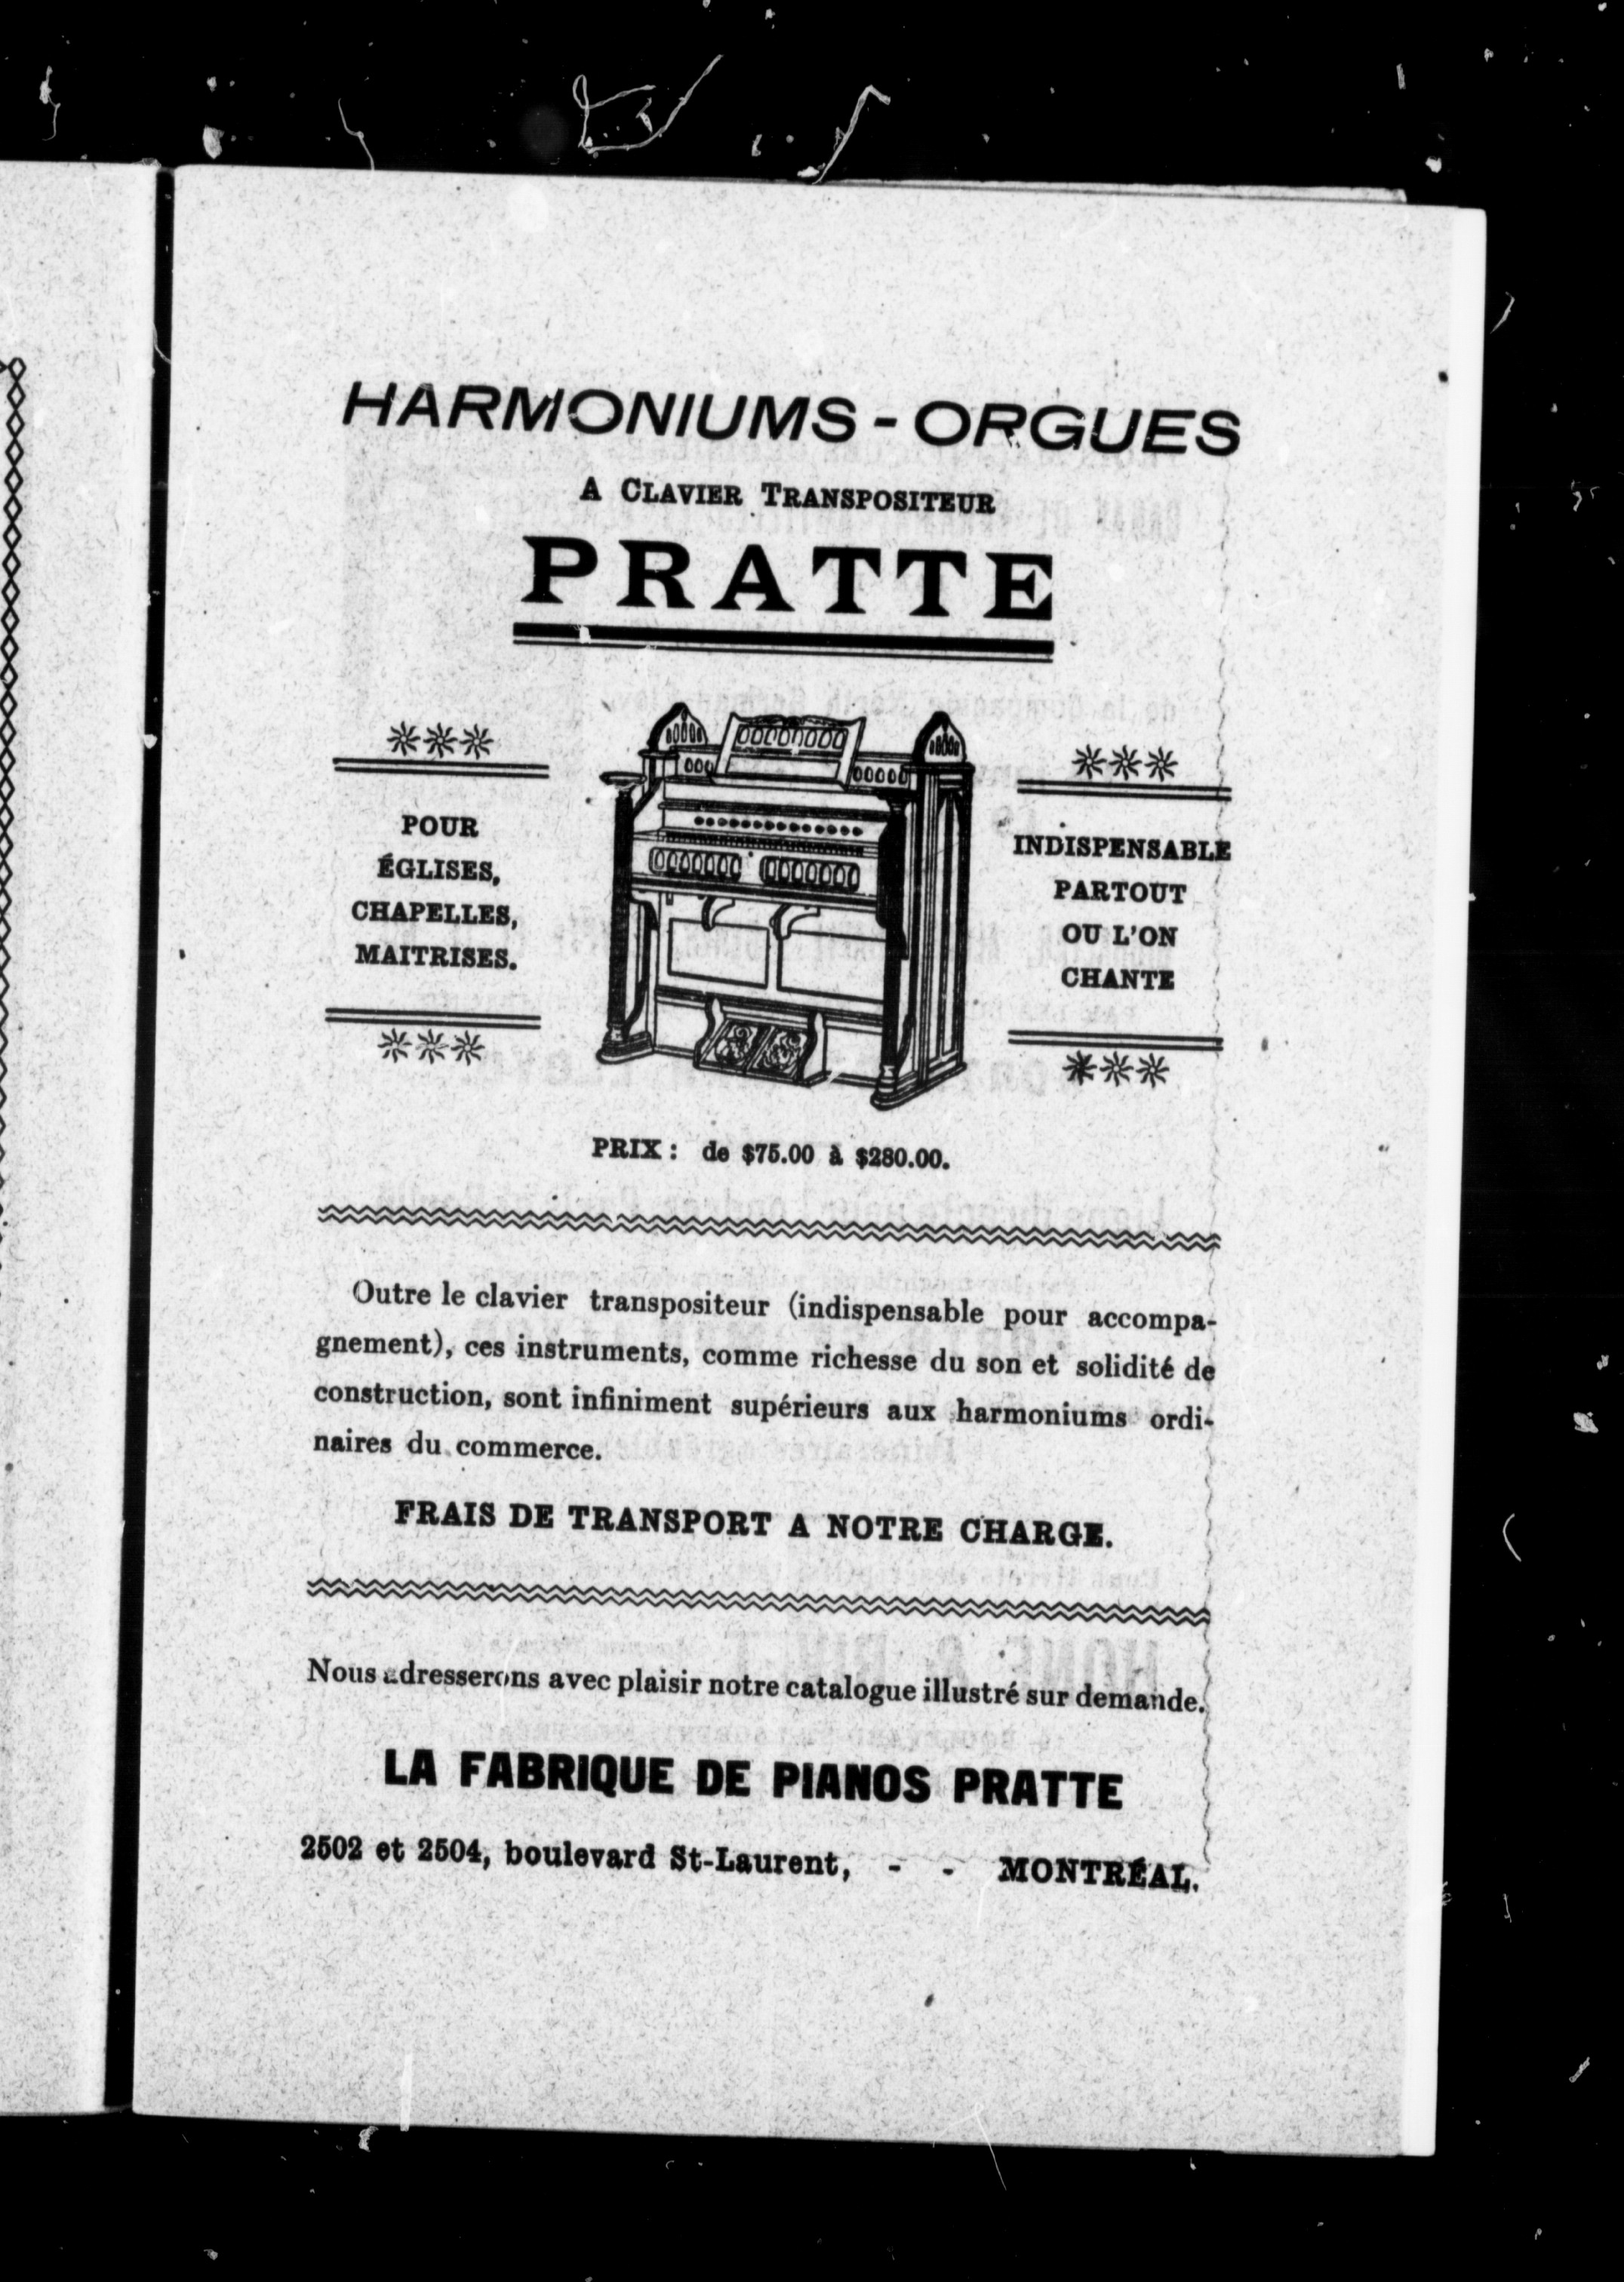 HARMONIUMS - ORGUES
A CLAVIER TRANSPOSITEUR
PRATTE
POUR
ÉGLISES,
CHAPELLES,
MAITRISES.
INDISPENSABLE
PARTOUT
OU L'ON
CHANTE
PRIX : de $75.00 à $280.00.
Outre le clavier transpositeur (indispensable pour accompa-
gnement), ces instruments, comme richesse du son et solidité de
construction, sont infiniment supérieurs aux harmoniums ordi-
naires du commerce.
FRAIS DE TRANSPORT A NOTRE CHARGE.
Nous adresserons avec plaisir notre catalogue illustré sur demande.
LA FABRIQUE DE PIANOS PRATTE
2502 et 2504, boulevard St-Laurent, - - MONTRÉAL.